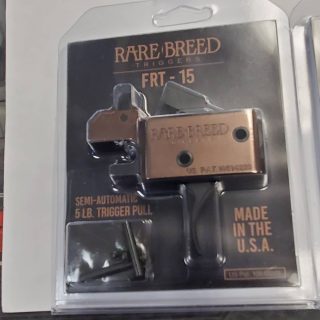 RARE BREED
TRIGGERS
FRT - 15
RARE BREED
SEMI-AUTOMATIC
5 LB. TRIGGER PULL
MADE
IN THE
U.S.A.